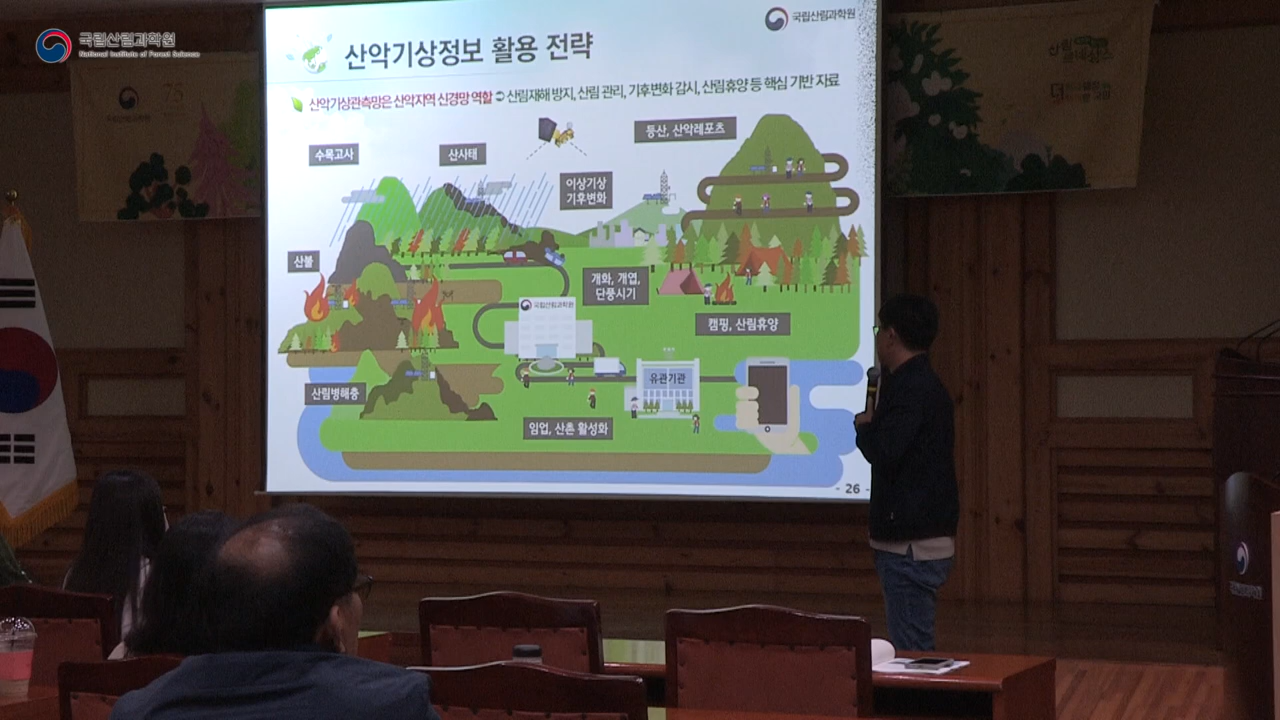 국립산림과학원
National Institute of Forest Science
국립산림과학원
산악기상정보 활용 전략
산악기상관측망은 산악지역 신경망 역할 ⇨ 산림재해 방지, 산림 관리, 기후변화 감시, 산림휴양 등 핵심 기반 자료
등산, 산악레포츠
수목고사
산사태
이상기상
기후변화
산불
개화, 개엽,
단풍시기
국립산림과학원
캠핑, 산림휴양
유관기관
산림병해충
임업, 산촌 활성화
- 26 -